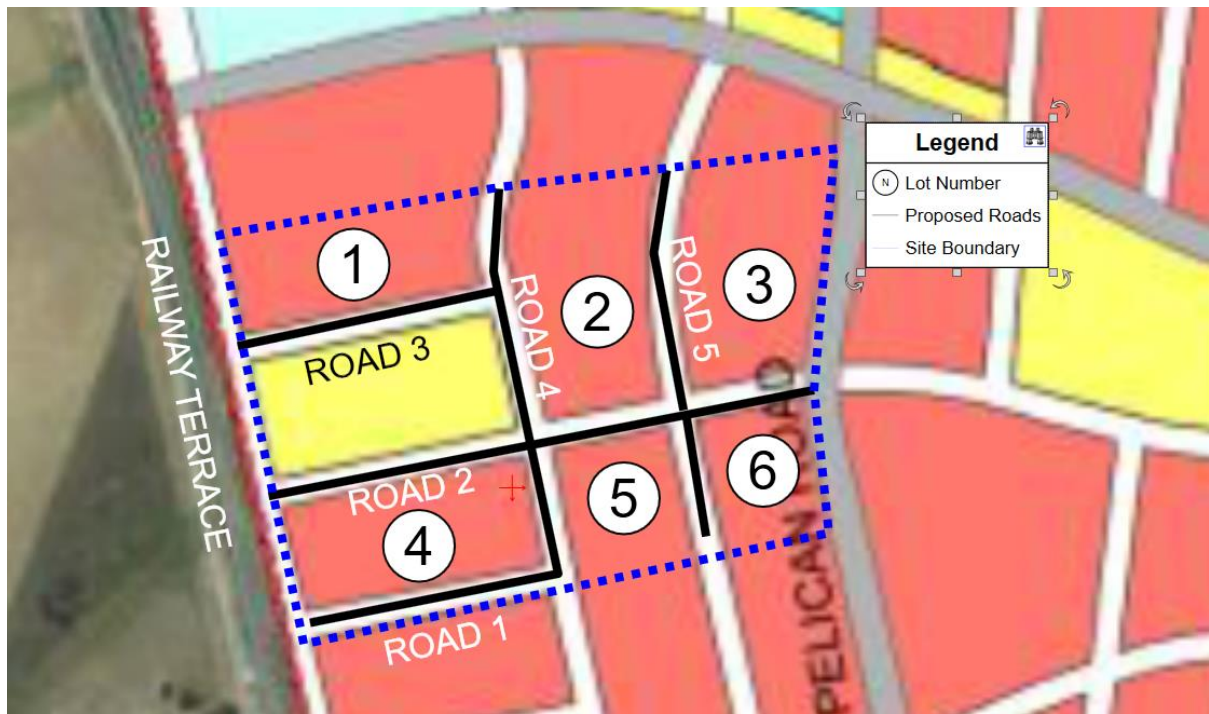 Legend
N Lot Number
Proposed Roads
Site Boundary
RAILWAY TERRACE
1
2
3
ROAD 3
ROAD 4
ROAD 5
ROAD 2
4
5
6
ROAD 1
PELICAN ROAD